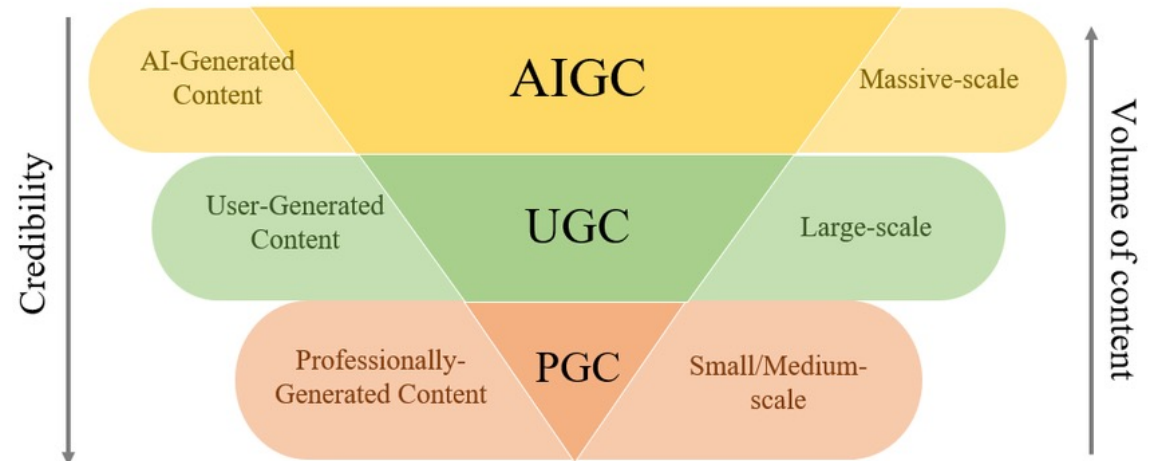 Credibility
AI-Generated
Content
AIGC
Massive-scale
User-Generated
Content
UGC
Large-scale
Professionally-
Generated Content
PGC
Small/Medium-
scale
Volume of content